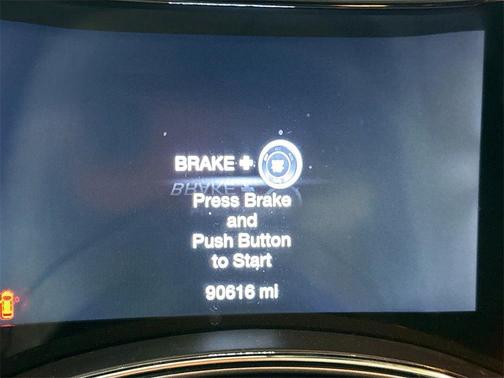 BRAKE +
Press Brake
and
Push Button
to Start
90616 mi